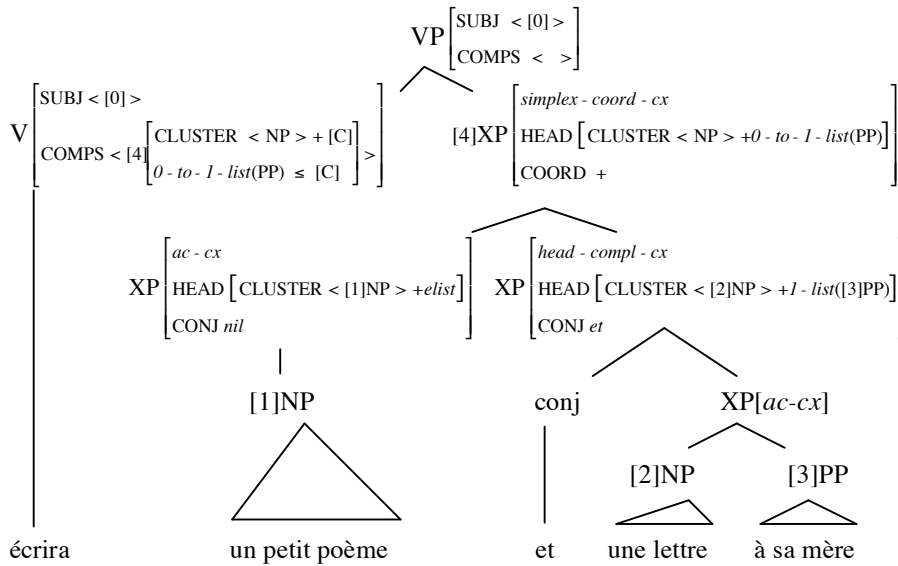 VP [SUBJ < [0] >
COMPS < >]
V [SUBJ < [0] >
COMPS < [4] [CLUSTER < NP > + [C]
0 - to - 1 - list(PP) ≤ [C]] >]
[4]XP [simplex - coord - cx
HEAD [CLUSTER < NP > +0 - to - 1 - list(PP)]
COORD +]
XP [ac - cx
HEAD [CLUSTER < [1]NP > +elist]
CONJ nil]
XP [head - compl - cx
HEAD [CLUSTER < [2]NP > +1 - list([3]PP)]
CONJ et]
[1]NP conj XP[ac-cx]
[2]NP [3]PP
écrira un petit poème et une lettre à sa mère